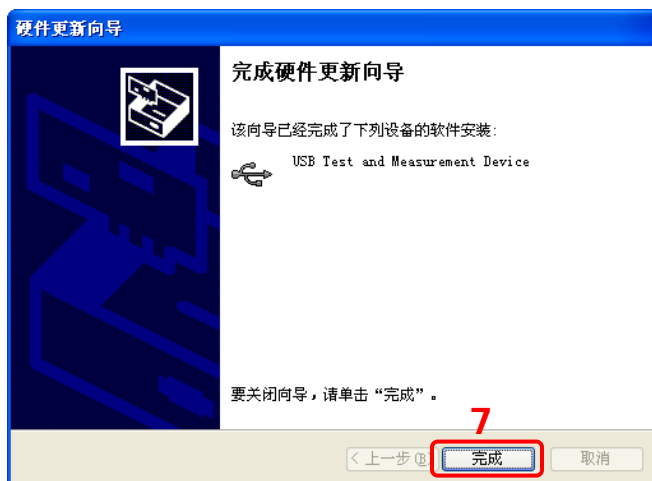 硬件更新向导
完成硬件更新向导
该向导已经完成了下列设备的软件安装:
USB Test and Measurement Device
要关闭向导，请单击“完成”。
7
<上一步(B) 完成 取消